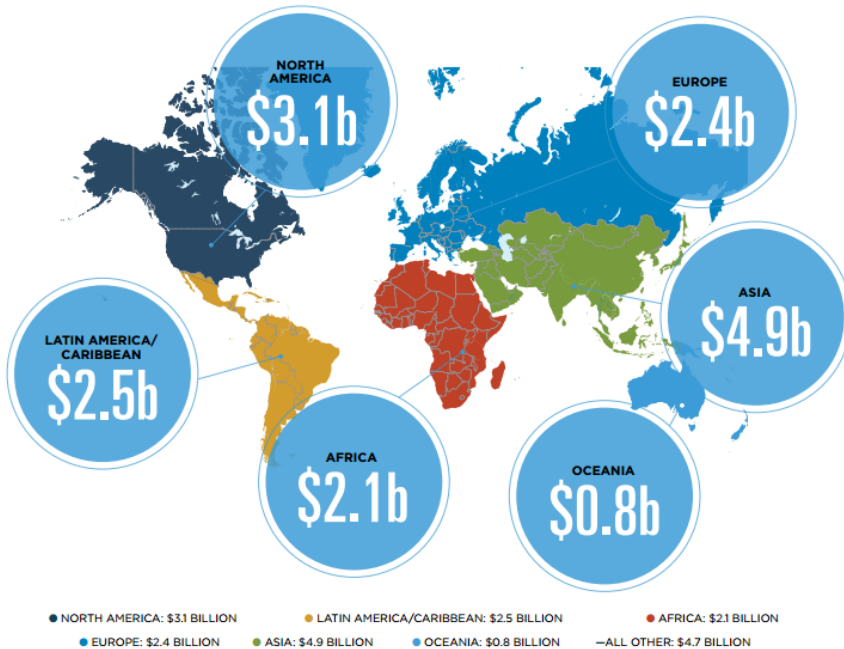 NORTH
AMERICA
$3.1b
EUROPE
$2.4b
ASIA
$4.9b
LATIN AMERICA/
CARIBBEAN
$2.5b
AFRICA
$2.1b
OCEANIA
$0.8b
NORTH AMERICA: $3.1 BILLION LATIN AMERICA/CARIBBEAN: $2.5 BILLION AFRICA: $2.1 BILLION
EUROPE: $2.4 BILLION ASIA: $4.9 BILLION OCEANIA: $0.8 BILLION —ALL OTHER: $4.7 BILLION